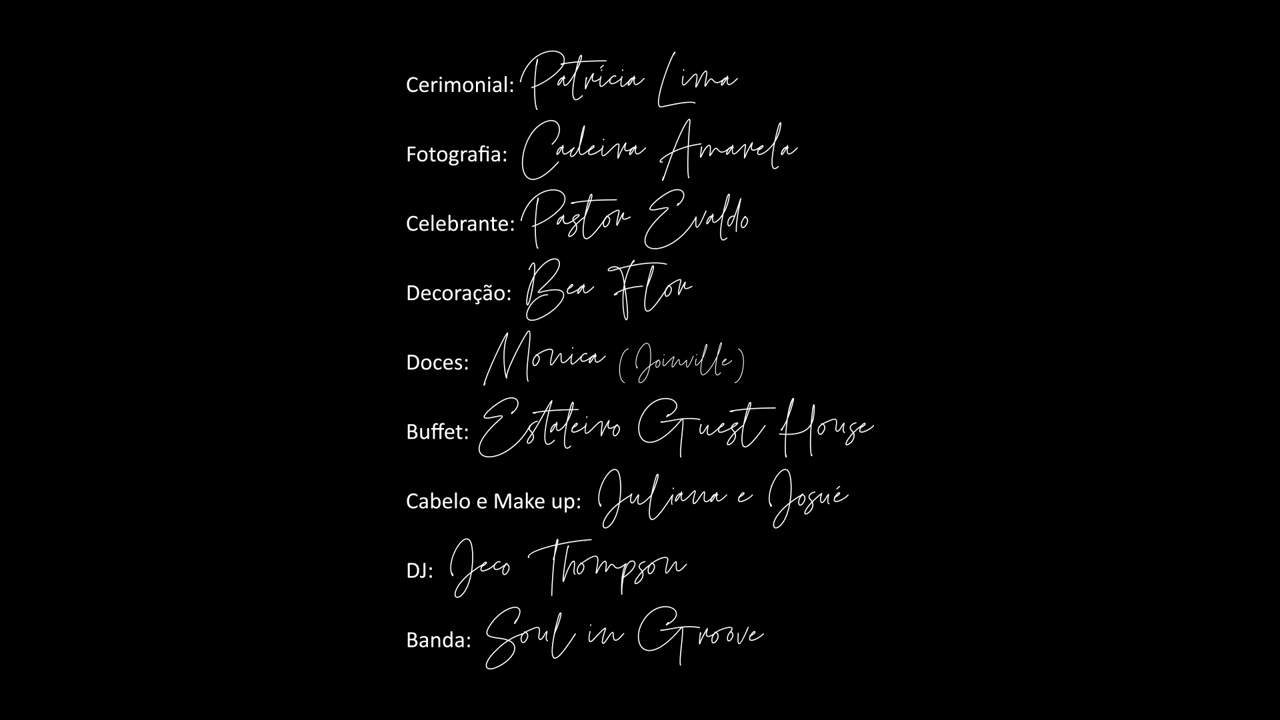 Cerimonial: Patrícia Lima
Fotografia: Cadeira Amarela
Celebrante: Pastor Evaldo
Decoração: Bea Flor
Doces: Monica (Joinville)
Buffet: Estaleiro Guest House
Cabelo e Make up: Juliana e Josué
DJ: Jeco Thompson
Banda: Soul in Groove